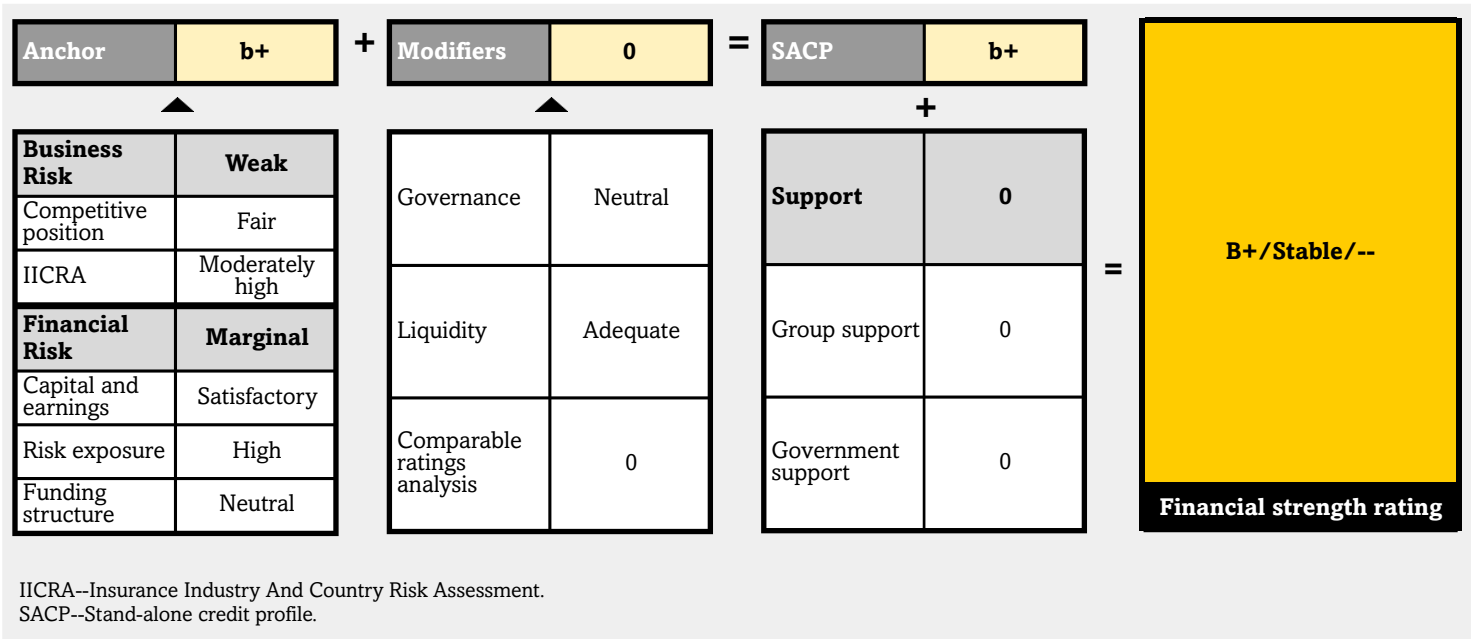 Anchor b+ + Modifiers 0 = SACP b+
+
Business
Risk
Weak
Competitive
position
Fair
IICRA
Moderately
high
Financial
Risk
Marginal
Capital and
earnings
Satisfactory
Risk exposure High
Funding
structure
Neutral
Governance Neutral
Liquidity Adequate
Comparable
ratings
analysis
0
Support 0
Group support 0
Government
support
0
=
B+/Stable/--
Financial strength rating
IICRA--Insurance Industry And Country Risk Assessment.
SACP--Stand-alone credit profile.